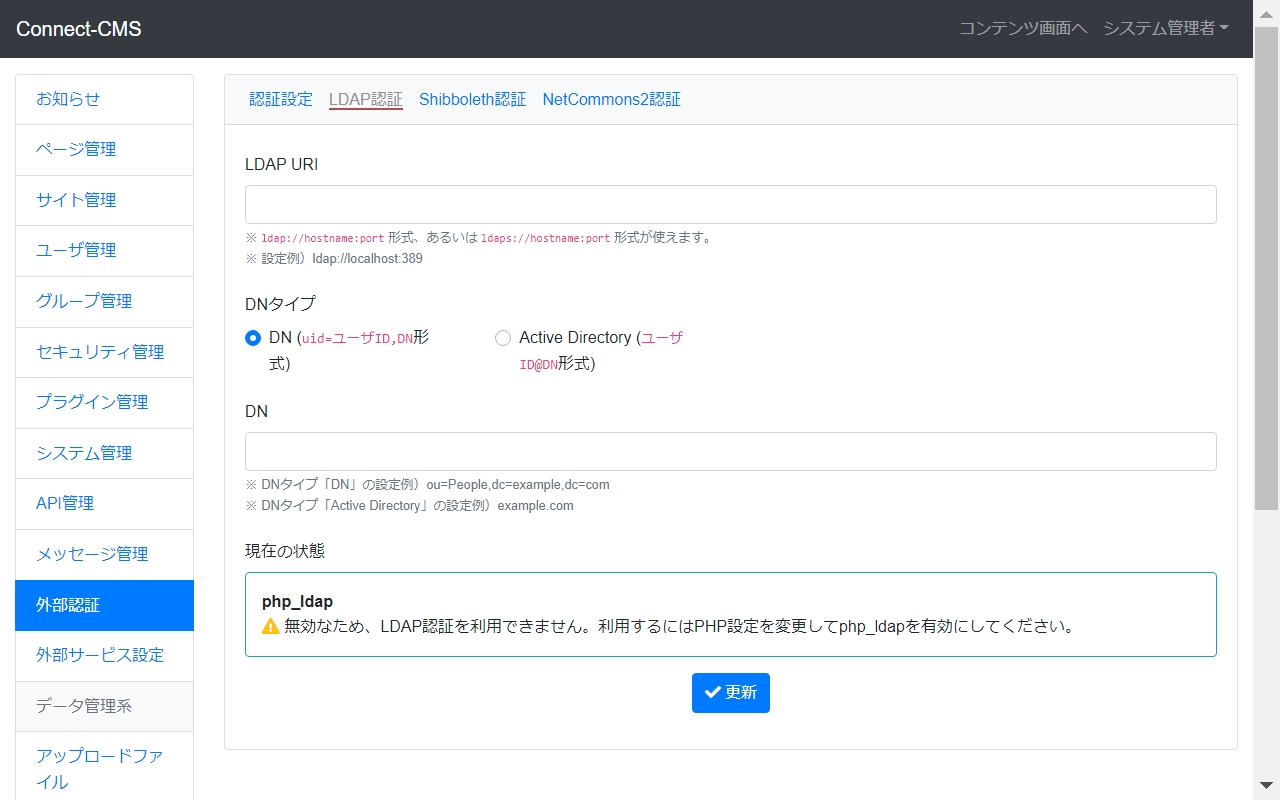 Connect-CMS
コンテンツ画面へ システム管理者
お知らせ
ページ管理
サイト管理
ユーザ管理
グループ管理
セキュリティ管理
プラグイン管理
システム管理
API管理
メッセージ管理
外部認証
外部サービス設定
データ管理系
アップロードファ
イル
認証設定 LDAP認証 Shibboleth認証 NetCommons2認証
LDAP URI
※ ldap://hostname:port 形式、あるいは ldaps://hostname:port 形式が使えます。
※ 設定例）ldap://localhost:389
DNタイプ
DN (uid=ユーザID,DN形
式)
Active Directory (ユーザ
ID@DN形式)
DN
※ DNタイプ「DN」の設定例）ou=People,dc=example,dc=com
※ DNタイプ「Active Directory」の設定例）example.com
現在の状態
php_ldap
無効なため、LDAP認証を利用できません。利用するにはPHP設定を変更してphp_ldapを有効にしてください。
更新